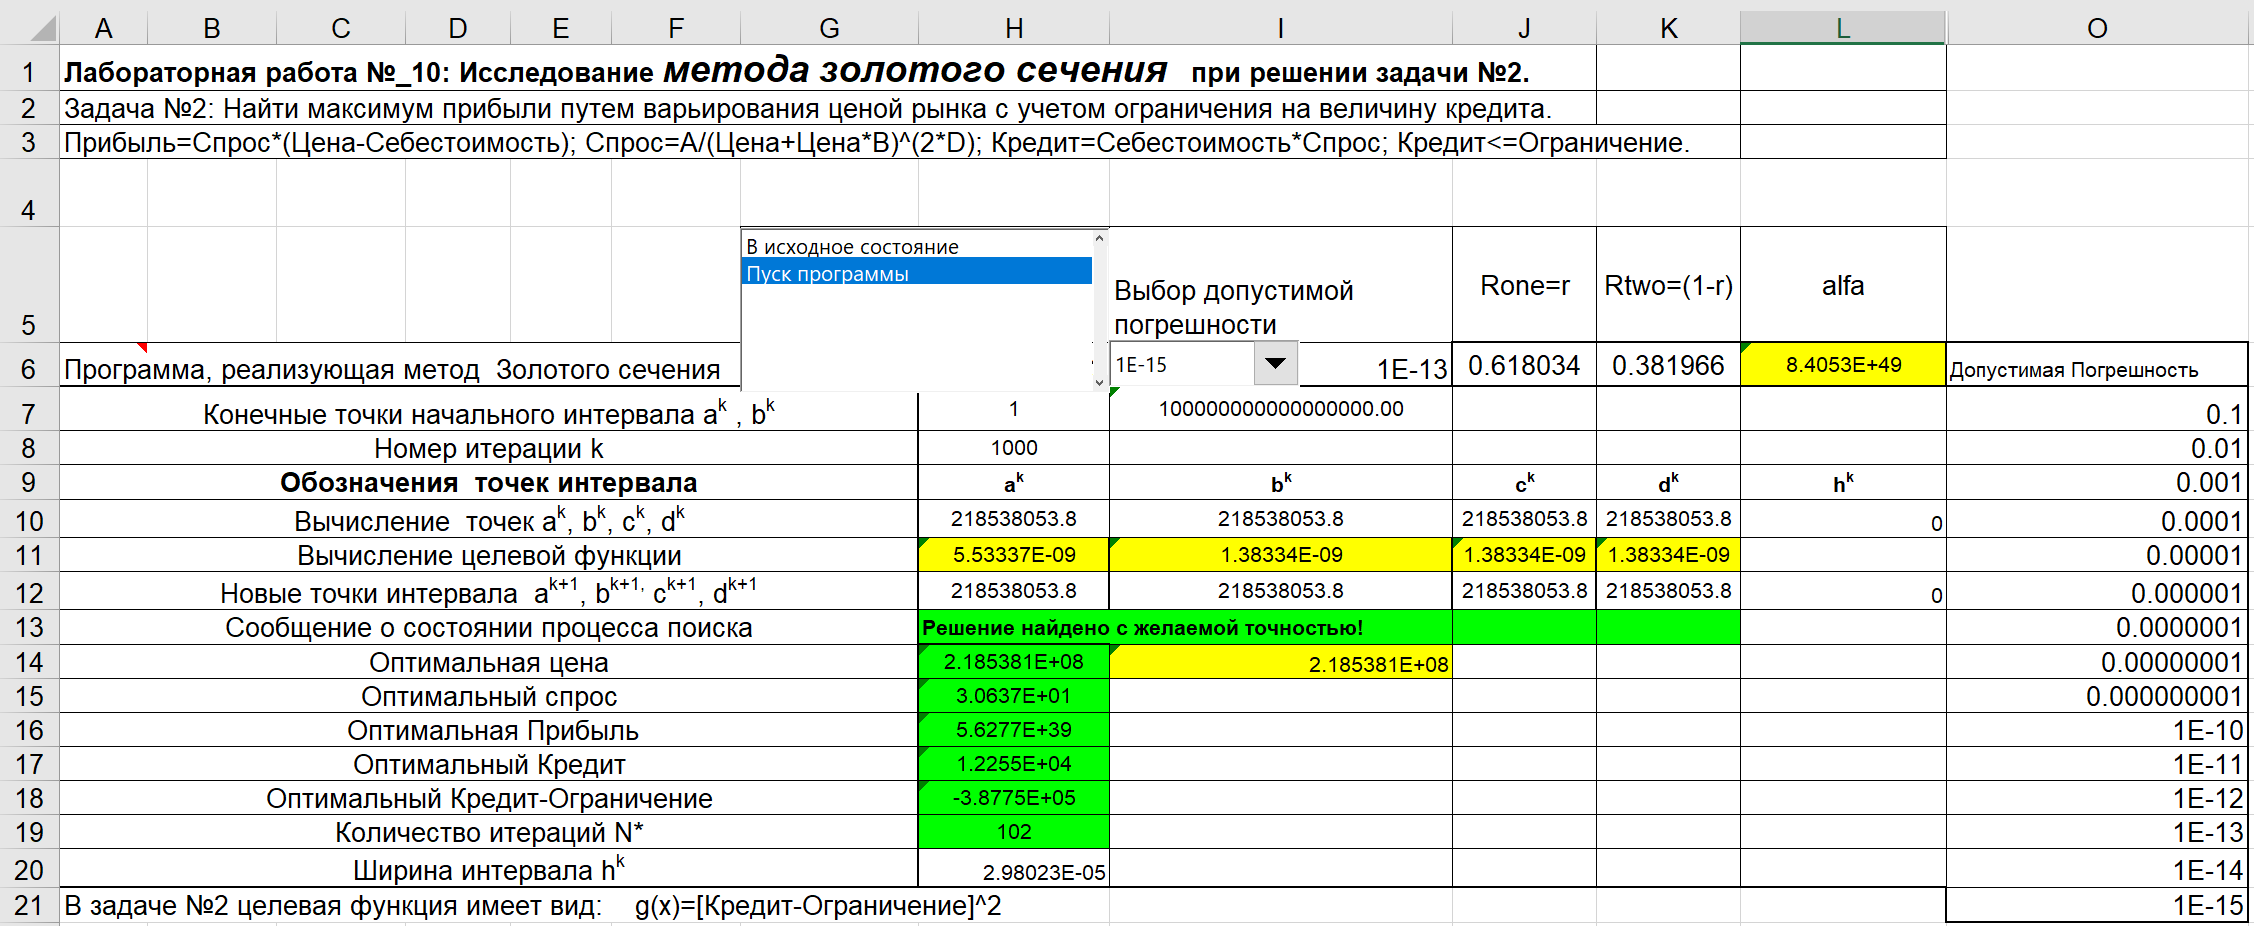 A B C D E F G H I J K L O
1 Лабораторная работа №_10: Исследование метода золотого сечения при решении задачи №2.
2 Задача №2: Найти максимум прибыли путем варьирования ценой рынка с учетом ограничения на величину кредита.
3 Прибыль=Спрос*(Цена-Себестоимость); Спрос=А/(Цена+Цена*В)^(2*D); Кредит=Себестоимость*Спрос; Кредит<=Ограничение.
4
В исходное состояние
Пуск программы
5 Выбор допустимой погрешности Rone=r Rtwo=(1-r) alfa
6 Программа, реализующая метод Золотого сечения 1E-15 1E-13 0.618034 0.381966 8.4053E+49 Допустимая Погрешность
7 Конечные точки начального интервала a^k , b^k 1 100000000000000000.00 0.1
8 Номер итерации k 1000 0.01
9 Обозначения точек интервала a^k b^k c^k d^k h^k 0.001
10 Вычисление точек a^k, b^k, c^k, d^k 218538053.8 218538053.8 218538053.8 218538053.8 0 0.0001
11 Вычисление целевой функции 5.53337E-09 1.38334E-09 1.38334E-09 1.38334E-09 0.00001
12 Новые точки интервала a^k+1, b^k+1, c^k+1, d^k+1 218538053.8 218538053.8 218538053.8 218538053.8 0 0.000001
13 Сообщение о состоянии процесса поиска Решение найдено с желаемой точностью! 0.0000001
14 Оптимальная цена 2.185381E+08 2.185381E+08 0.00000001
15 Оптимальный спрос 3.0637E+01 0.000000001
16 Оптимальная Прибыль 5.6277E+39 1E-10
17 Оптимальный Кредит 1.2255E+04 1E-11
18 Оптимальный Кредит-Ограничение -3.8775E+05 1E-12
19 Количество итераций N* 102 1E-13
20 Ширина интервала h^k 2.98023E-05 1E-14
21 В задаче №2 целевая функция имеет вид: g(x)=[Кредит-Ограничение]^2 1E-15